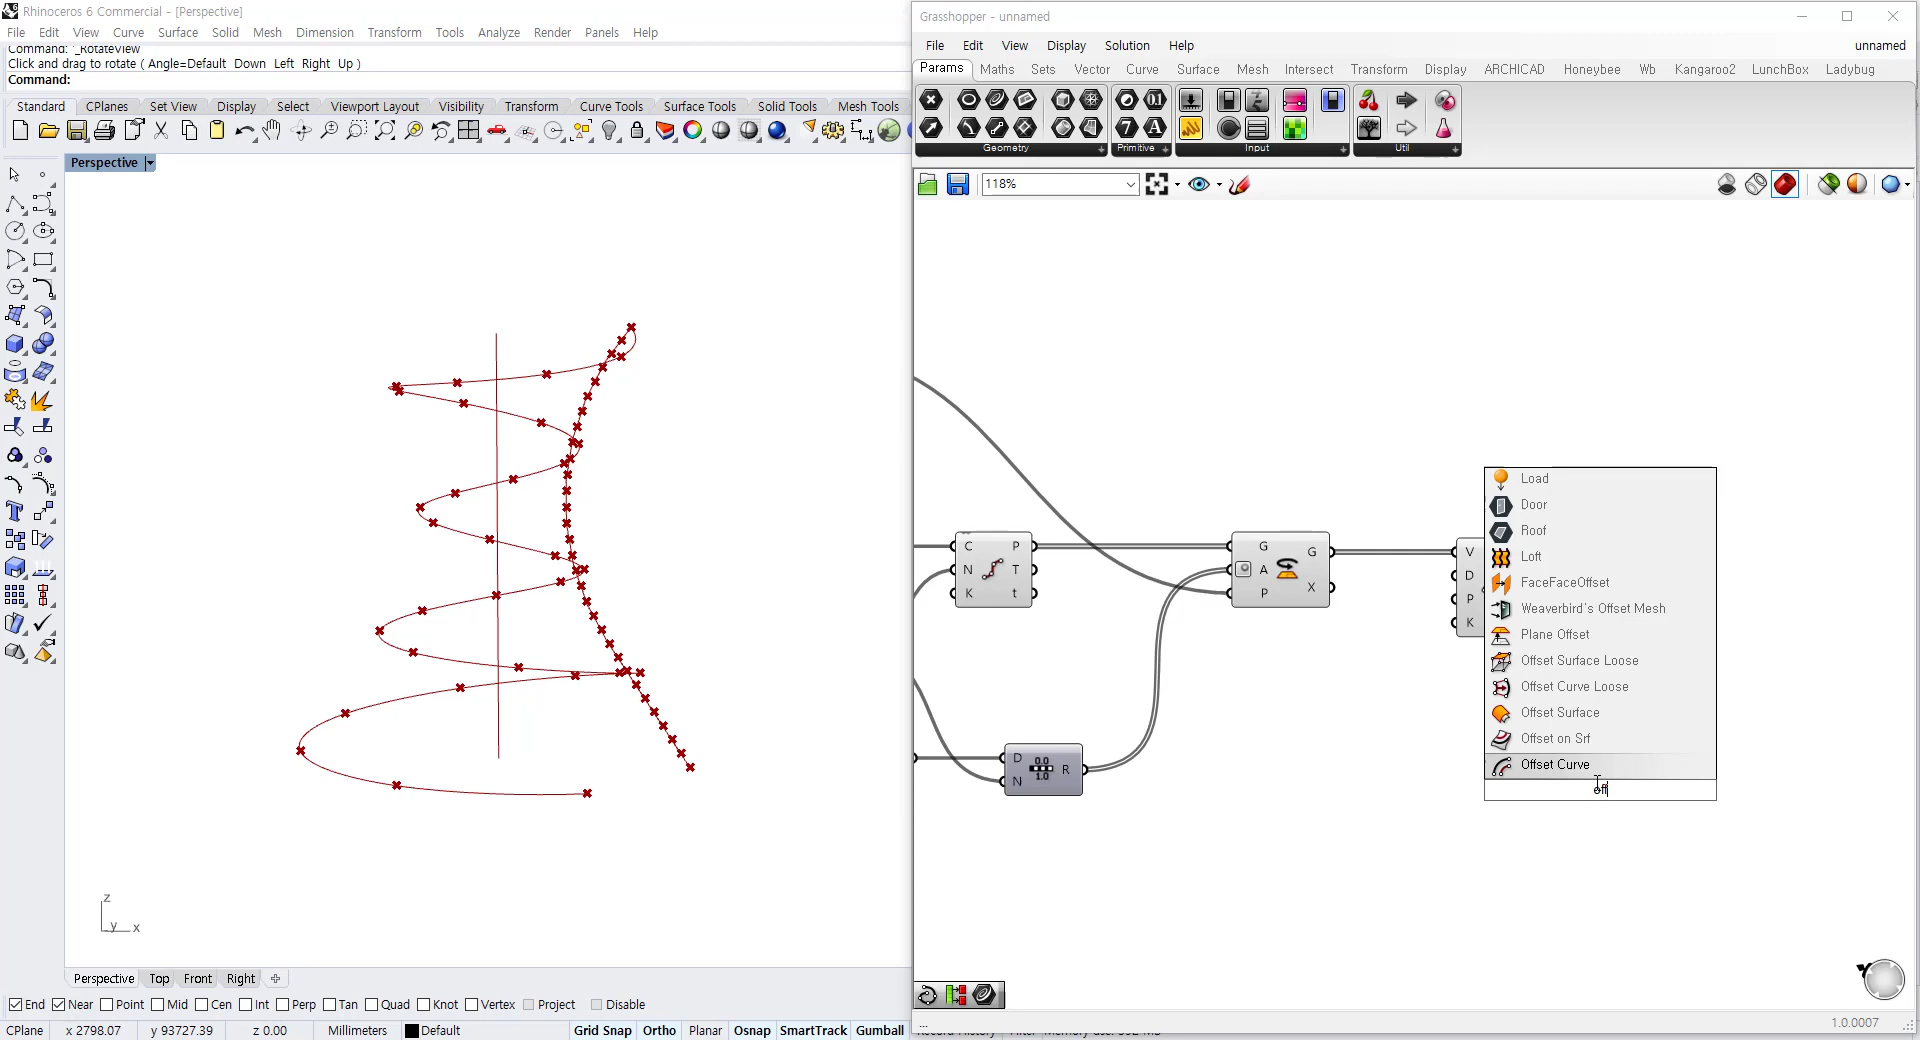 Rhinoceros 6 Commercial - [Perspective]
File Edit View Curve Surface Solid Mesh Dimension Transform Tools Analyze Render Panels Help
Command: '_RotateView
Click and drag to rotate ( Angle=Default Down Left Right Up )
Command:
Standard CPlanes Set View Display Select Viewport Layout Visibility Transform Curve Tools Surface Tools Solid Tools Mesh Tools
Perspective
z
y x
Perspective Top Front Right
End Near Point Mid Cen Int Perp Tan Quad Knot Vertex Project Disable
CPlane x 2798.07 y 93727.39 z 0.00 Millimeters Default Grid Snap Ortho Planar Osnap SmartTrack Gumball
Grasshopper - unnamed
File Edit View Display Solution Help unnamed
Params Maths Sets Vector Curve Surface Mesh Intersect Transform Display ARCHICAD Honeybee Wb Kangaroo2 LunchBox Ladybug
Geometry Primitive Input Util
118%
C P
N T
K t
G G
A
P X
D R
N
0.0
1.0
V
D
P
K
Load
Door
Roof
Loft
FaceFaceOffset
Weaverbird's Offset Mesh
Plane Offset
Offset Surface Loose
Offset Curve Loose
Offset Surface
Offset on Srf
Offset Curve
off
...
1.0.0007